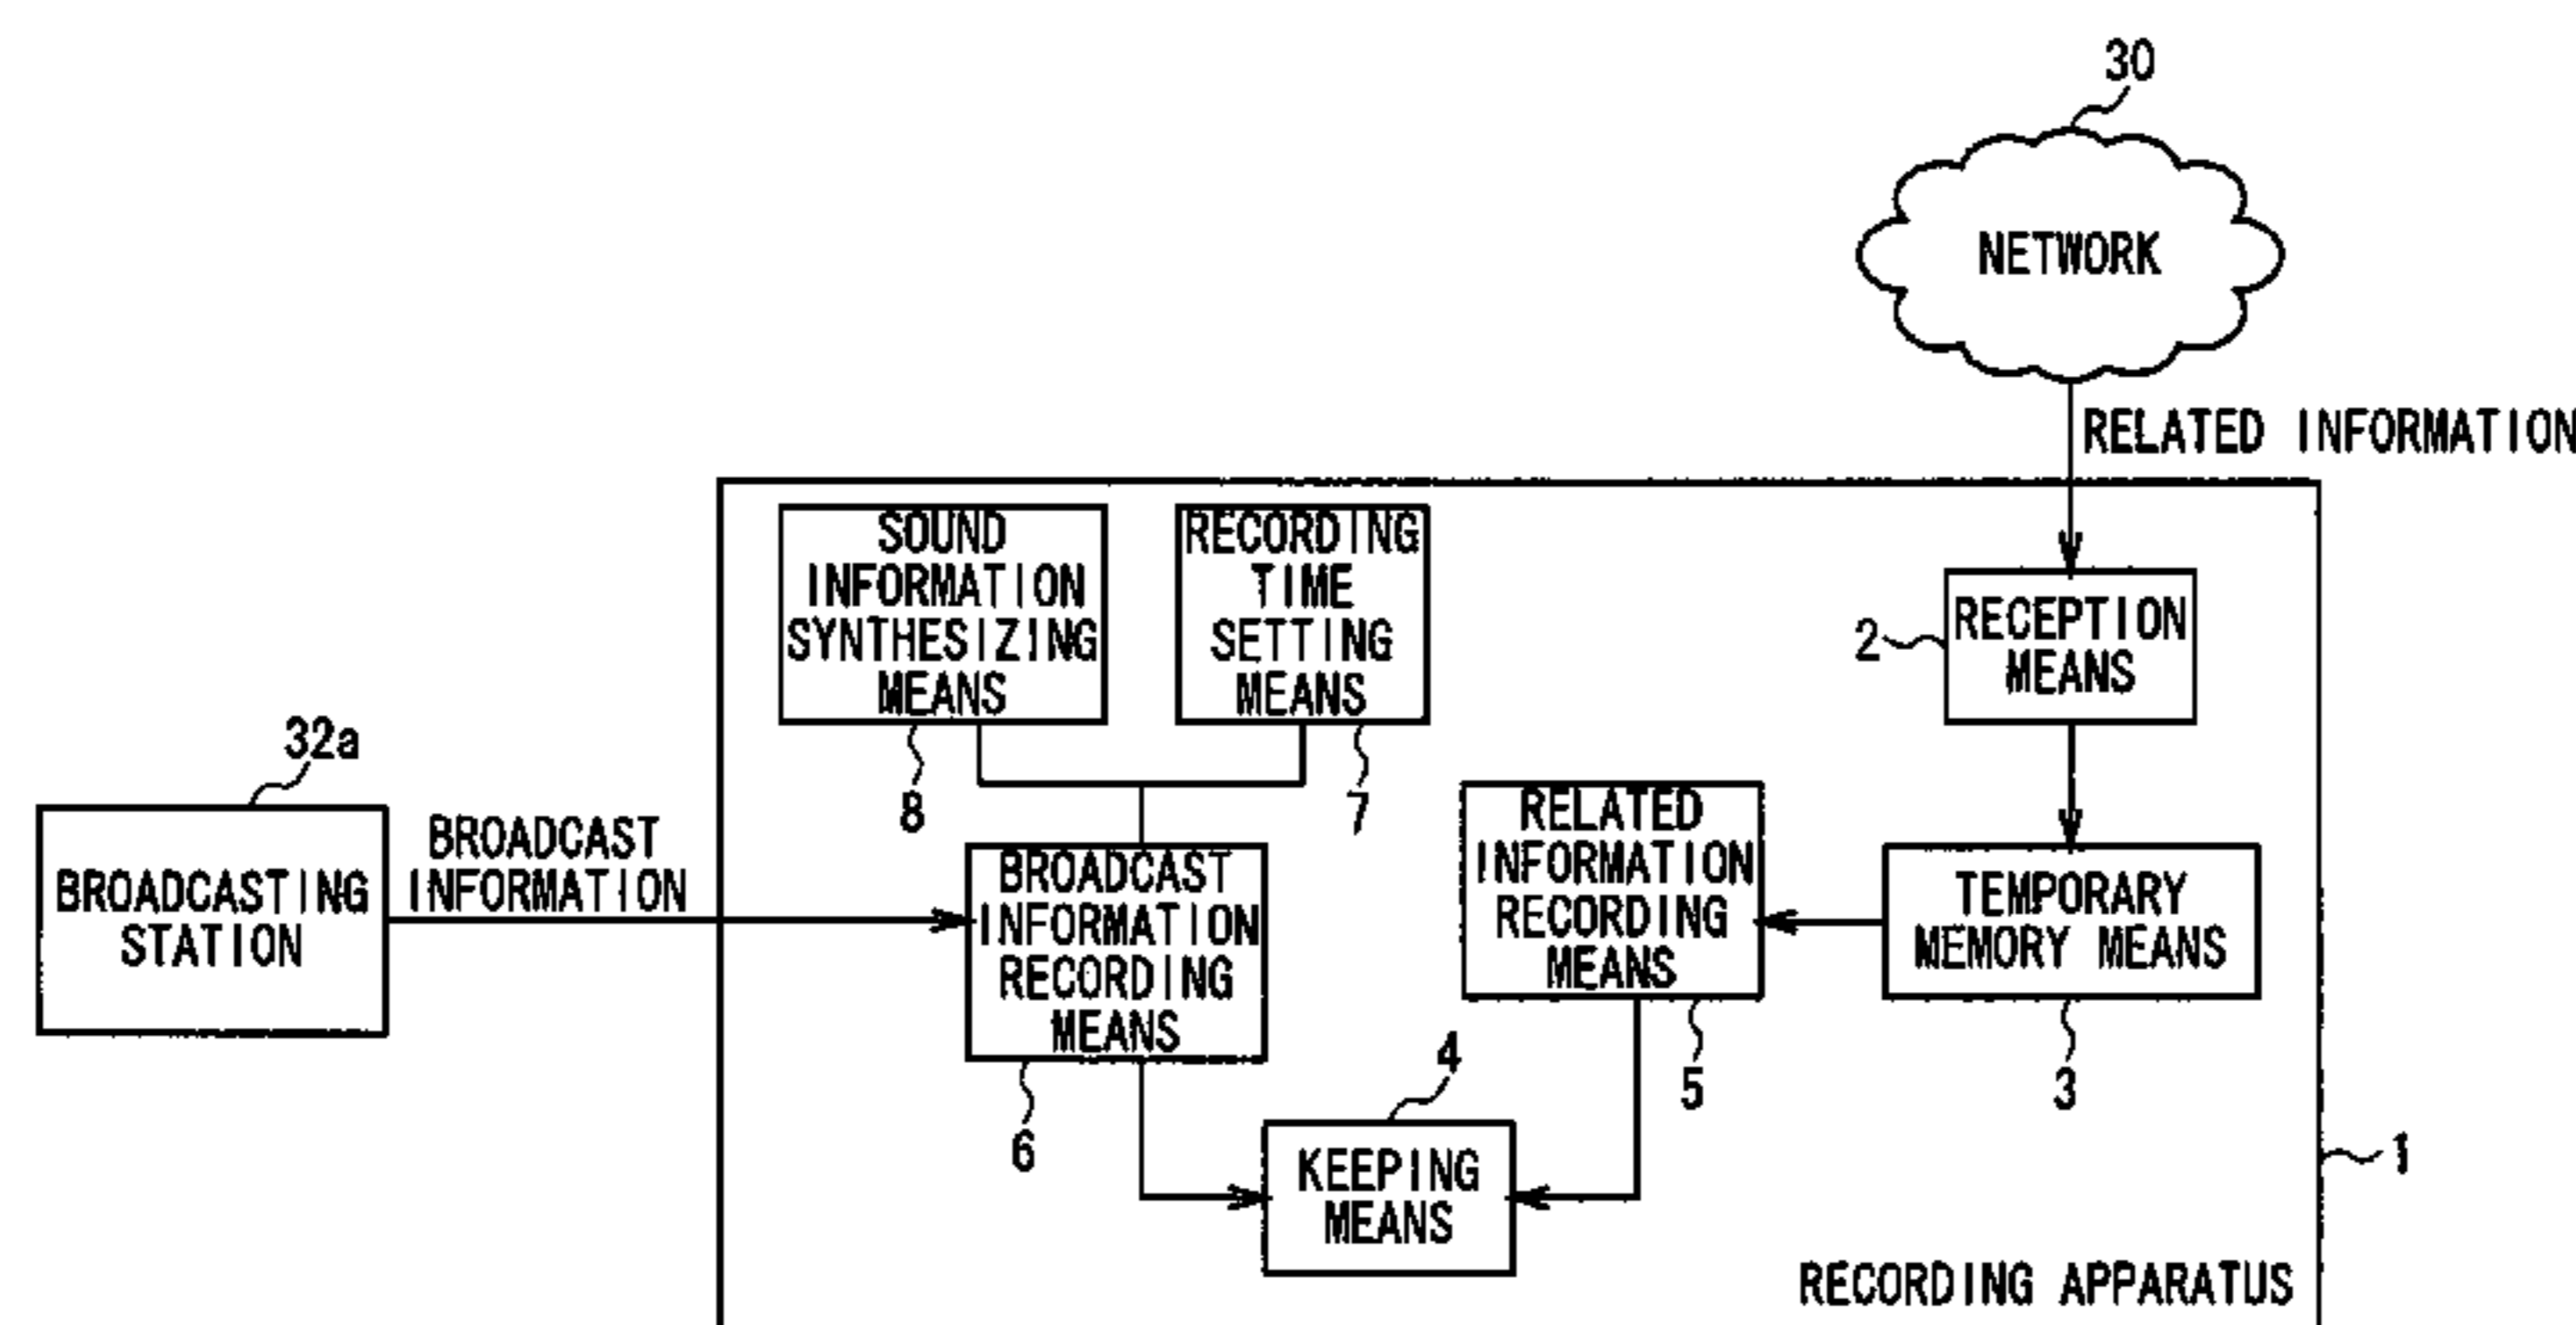 30
NETWORK
RELATED INFORMATION
SOUND
INFORMATION
SYNTHESIZING
MEANS
8
RECORDING
TIME
SETTING
MEANS
7
RECEPTION
MEANS
2
32a
BROADCASTING
STATION
BROADCAST
INFORMATION
BROADCAST
INFORMATION
RECORDING
MEANS
6
RELATED
INFORMATION
RECORDING
MEANS
5
TEMPORARY
MEMORY MEANS
3
4
KEEPING
MEANS
1
RECORDING APPARATUS